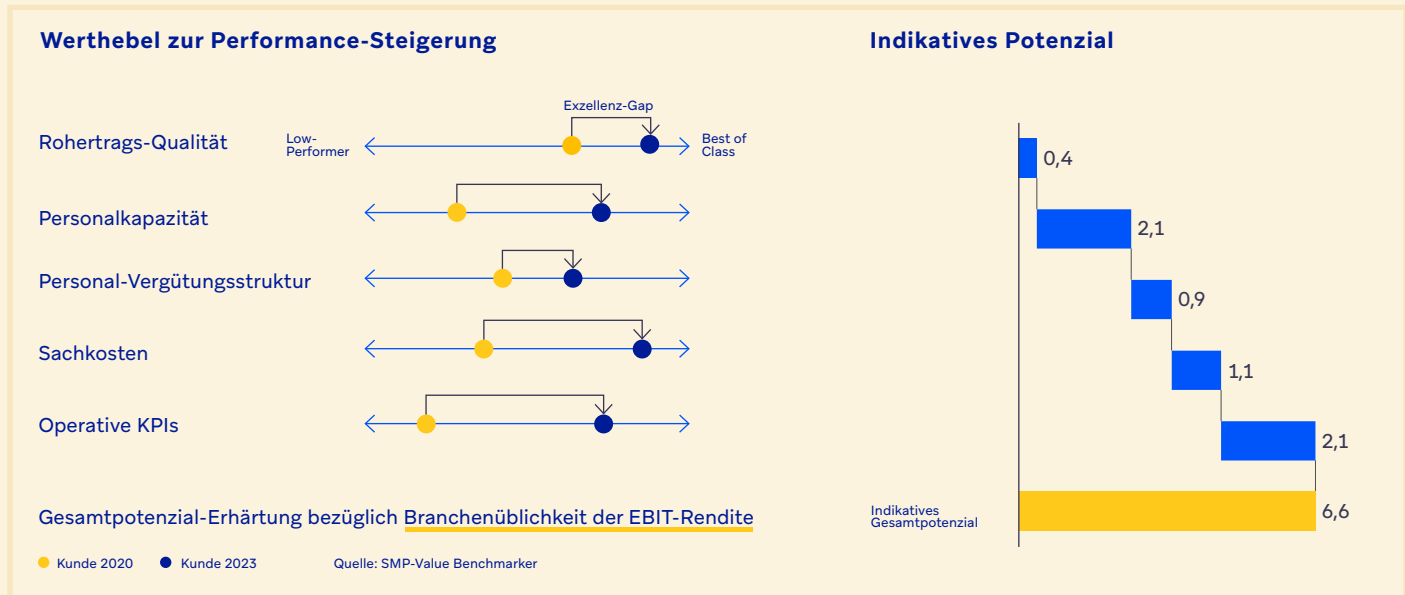 Werthebel zur Performance-Steigerung
Indikatives Potenzial
Exzellenz-Gap
Rohertrags-Qualität
Low-
Performer
Best of
Class
0,4
Personalkapazität
2,1
Personal-Vergütungsstruktur
0,9
Sachkosten
1,1
Operative KPIs
2,1
Gesamtpotenzial-Erhärtung bezüglich Branchenüblichkeit der EBIT-Rendite
Indikatives
Gesamtpotenzial
6,6
Kunde 2020
Kunde 2023
Quelle: SMP-Value Benchmarker